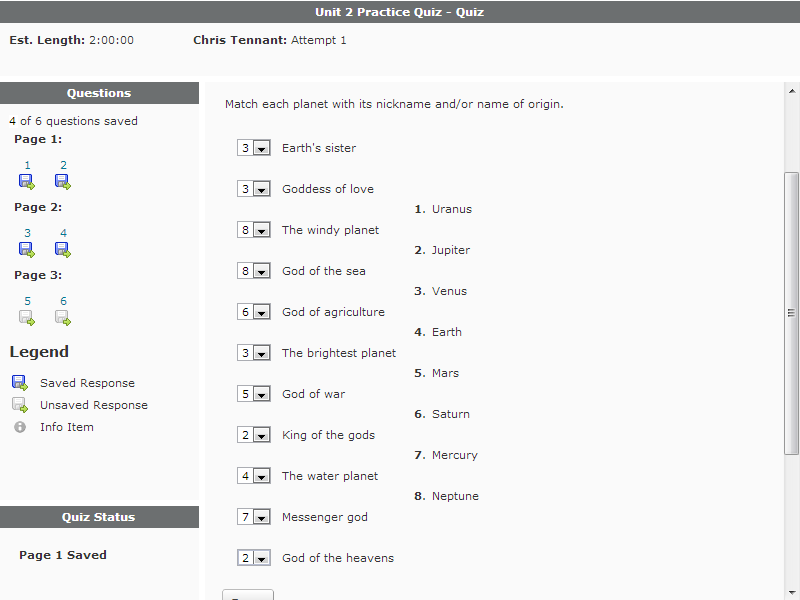 Unit 2 Practice Quiz - Quiz
Est. Length: 2:00:00 Chris Tennant: Attempt 1
Questions
4 of 6 questions saved
Page 1:
1 2
Page 2:
3 4
Page 3:
5 6
Legend
Saved Response
Unsaved Response
Info Item
Quiz Status
Page 1 Saved
Match each planet with its nickname and/or name of origin.
3 Earth's sister
3 Goddess of love
8 The windy planet
8 God of the sea
6 God of agriculture
3 The brightest planet
5 God of war
2 King of the gods
4 The water planet
7 Messenger god
2 God of the heavens
1. Uranus
2. Jupiter
3. Venus
4. Earth
5. Mars
6. Saturn
7. Mercury
8. Neptune